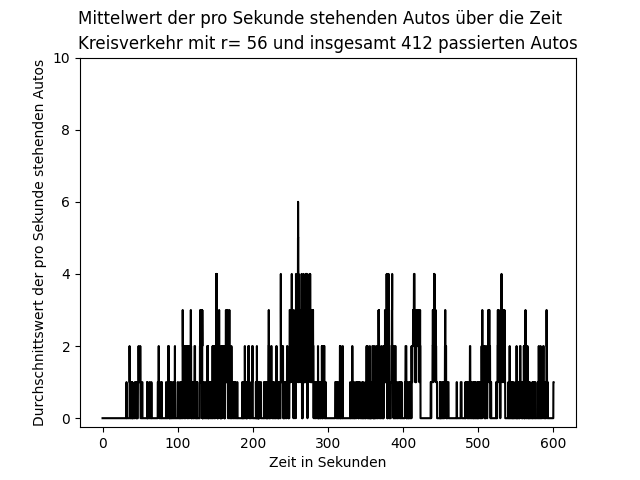 Mittelwert der pro Sekunde stehenden Autos über die Zeit
Kreisverkehr mit r= 56 und insgesamt 412 passierten Autos
Durchschnittswert der pro Sekunde stehenden Autos
10
8
6
4
2
0
0 100 200 300 400 500 600
Zeit in Sekunden